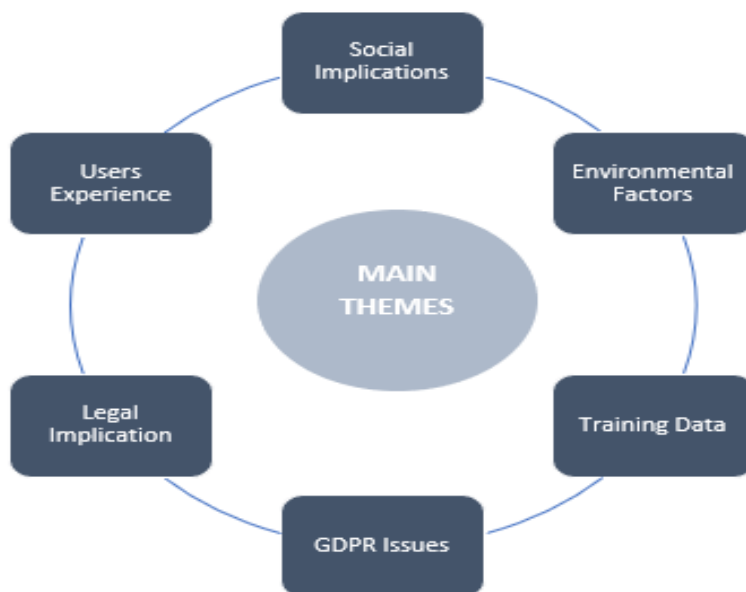 Social
Implications
Users
Experience
Environmental
Factors
MAIN
THEMES
Legal
Implication
Training Data
GDPR Issues